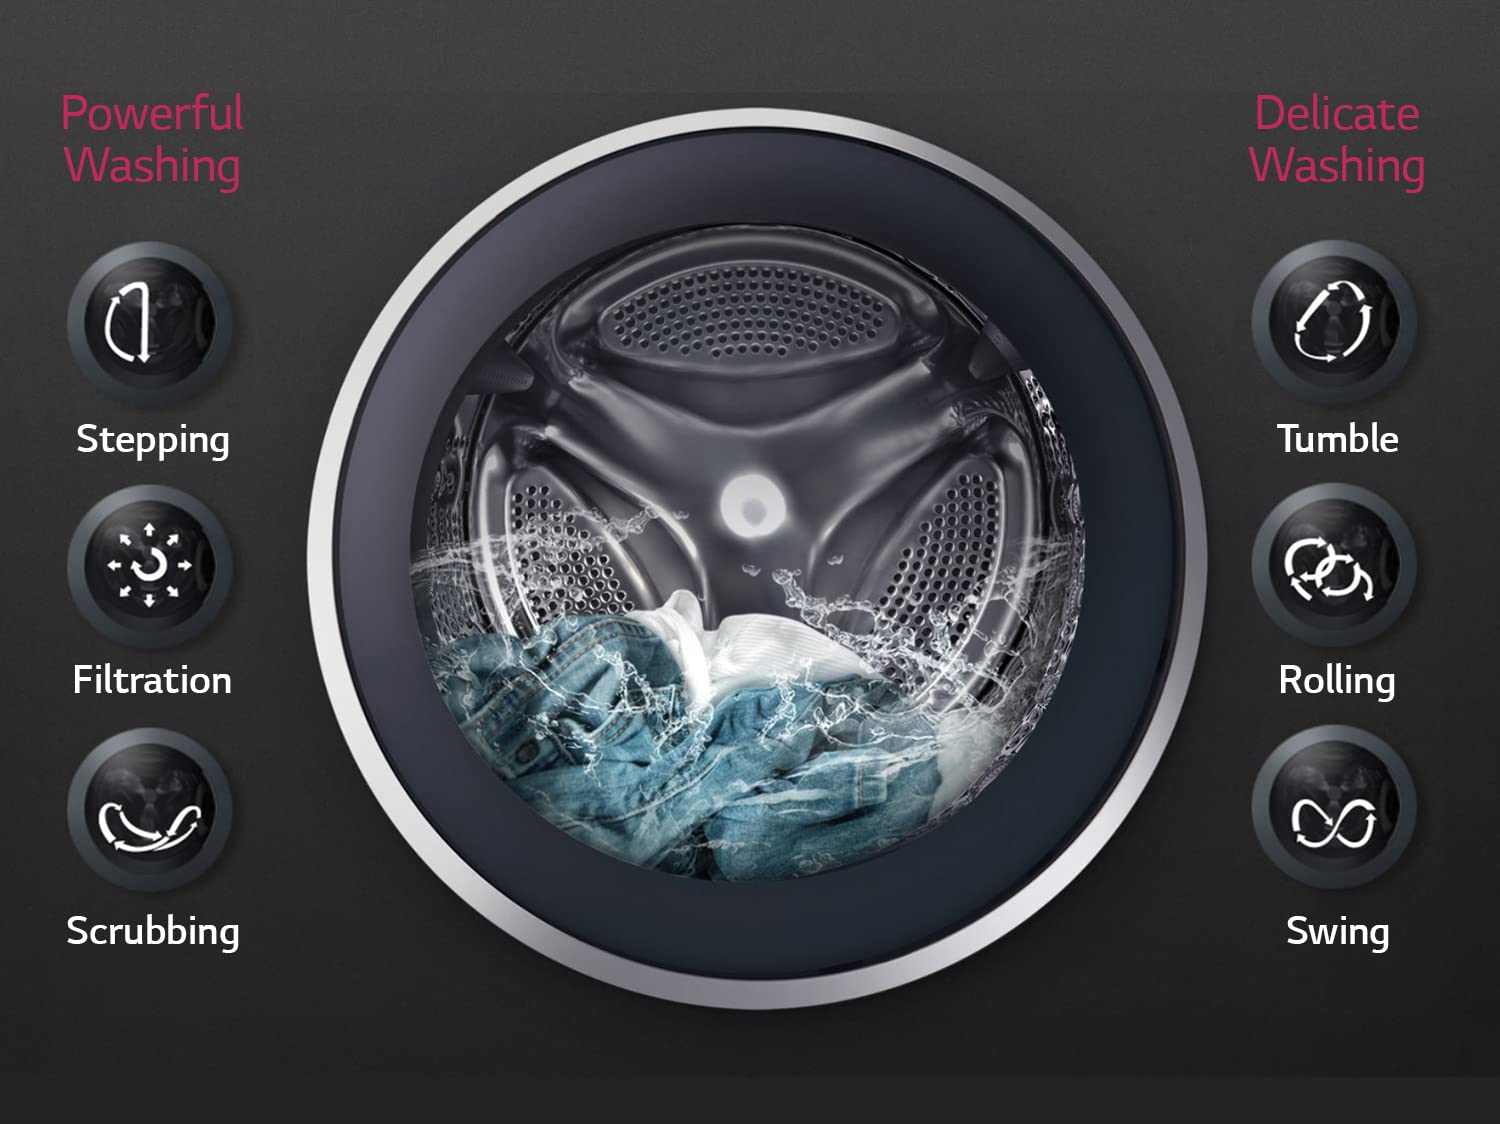 Powerful
Washing
Stepping
Filtration
Scrubbing
Delicate
Washing
Tumble
Rolling
Swing